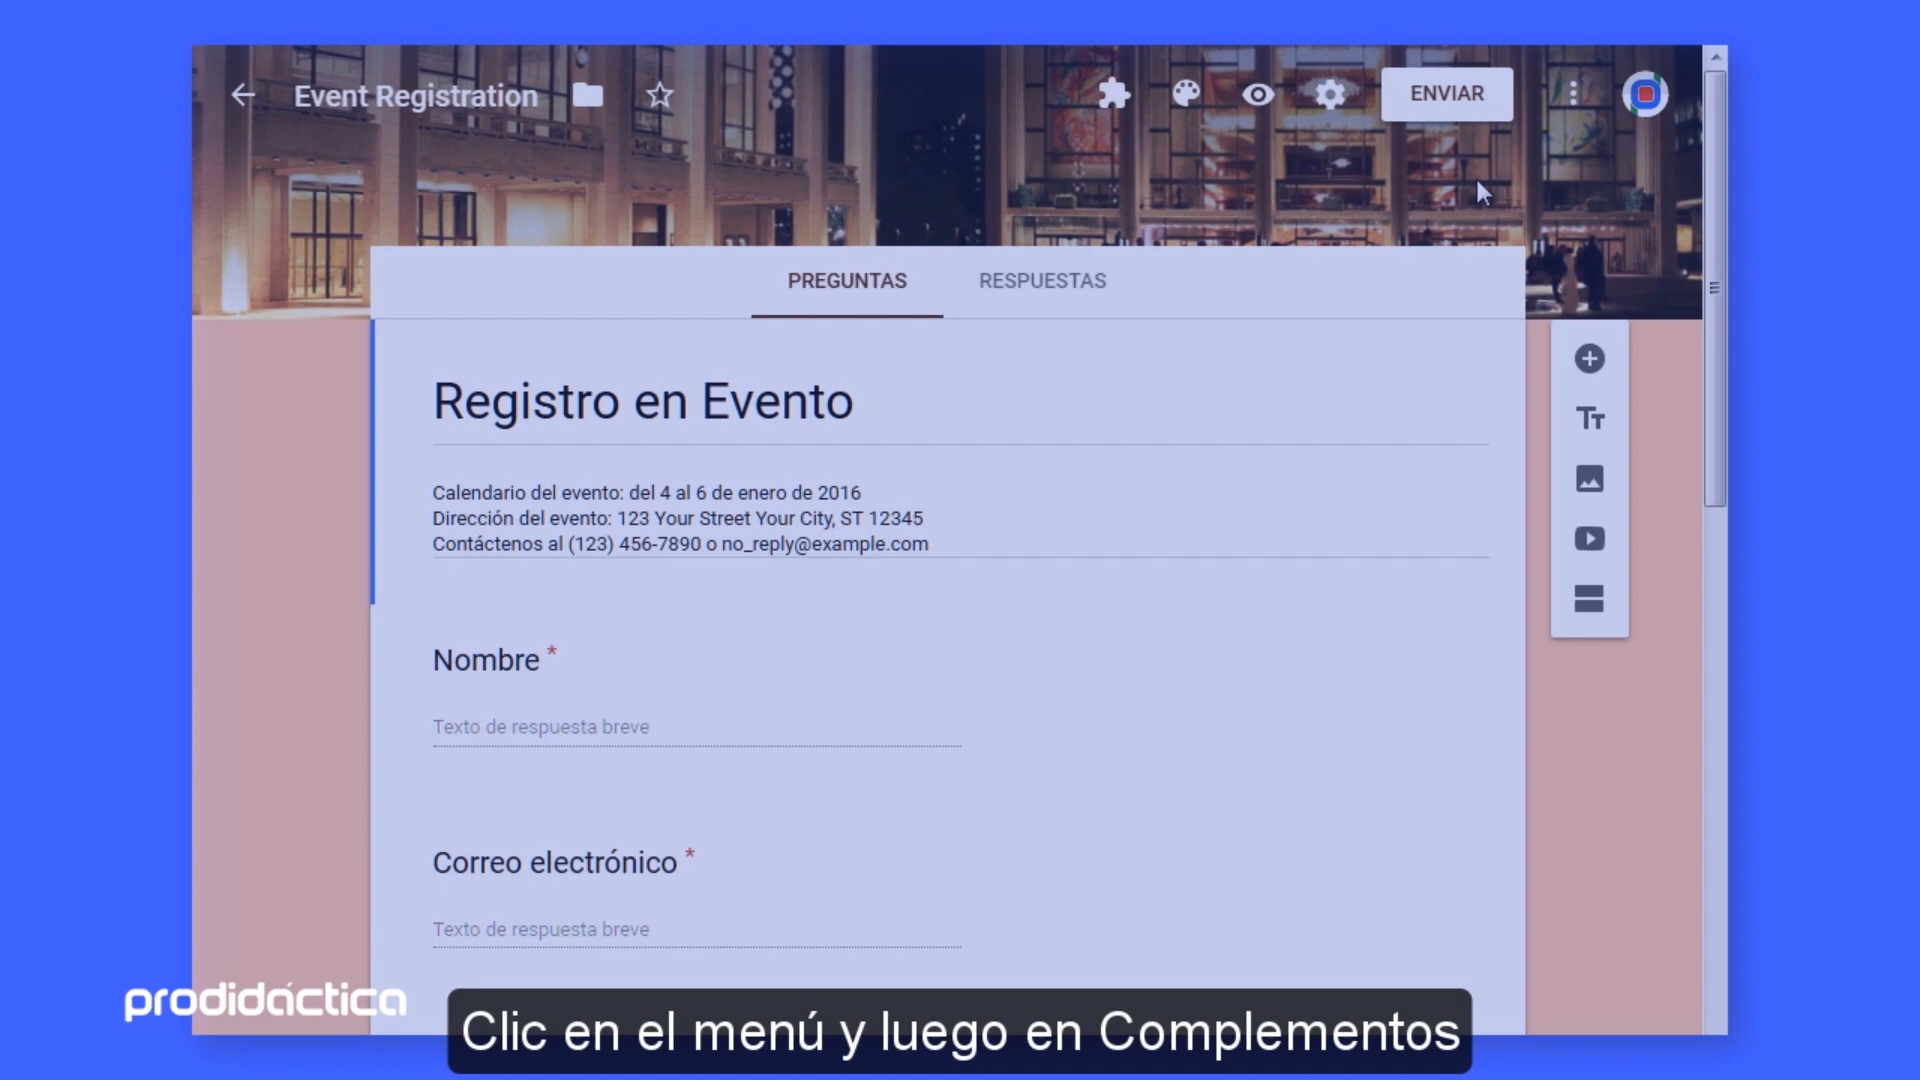 Event Registration
ENVIAR
PREGUNTAS
RESPUESTAS
Registro en Evento
Calendario del evento: del 4 al 6 de enero de 2016
Dirección del evento: 123 Your Street Your City, ST 12345
Contáctenos al (123) 456-7890 o no_reply@example.com
Nombre *
Texto de respuesta breve
Correo electrónico *
Texto de respuesta breve
prodidáctica
Clic en el menú y luego en Complementos